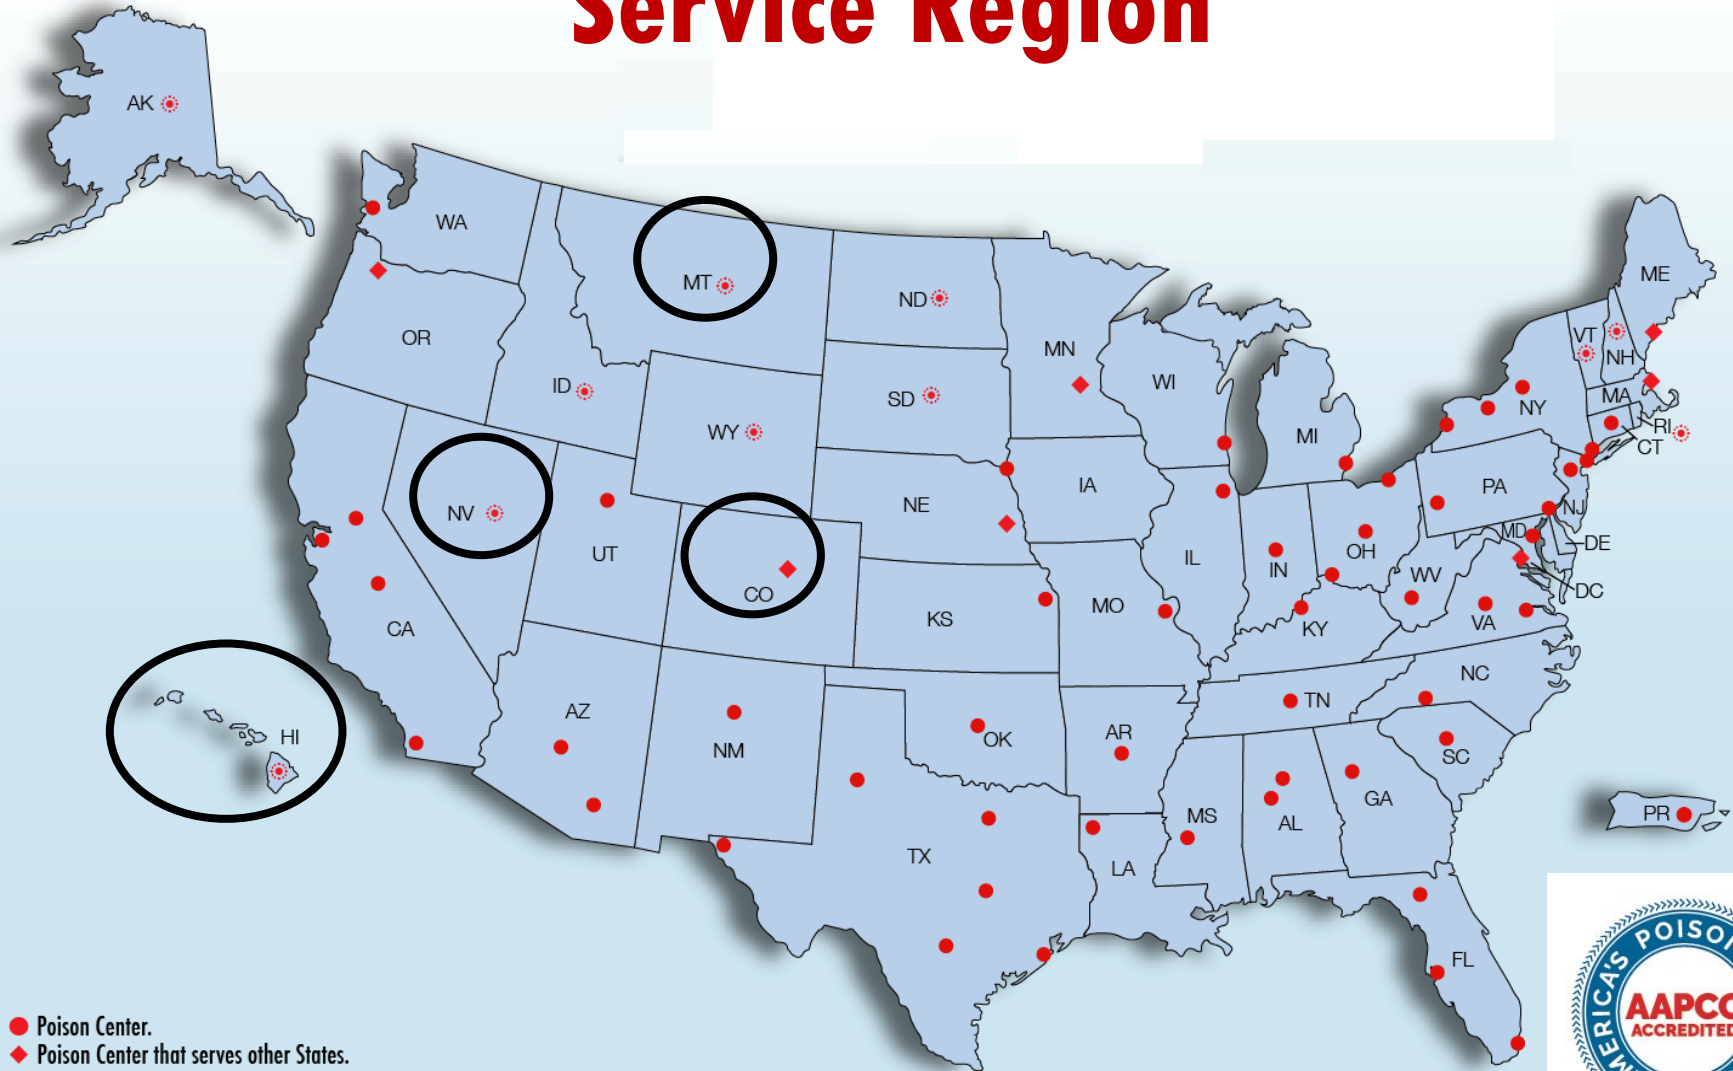 Service Region
AK
WA
MT
ND
ME
OR
MN
VT
NH
ID
SD
WI
MA
NY
WY
MI
RI
CT
NV
NE
IA
PA
NJ
UT
CO
IL
IN
OH
MD
DE
WV
DC
CA
KS
MO
KY
VA
HI
AZ
NM
OK
AR
TN
NC
SC
TX
LA
MS
AL
GA
PR
FL
Poison Center.
Poison Center that serves other States.
AAPCC
ACCREDITED